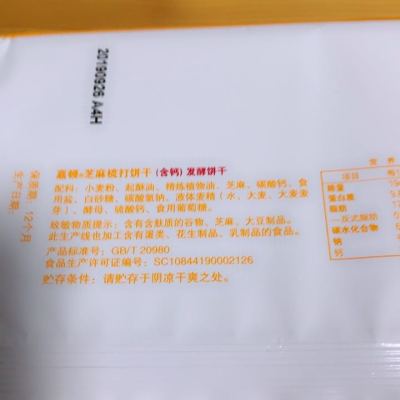 20190926 A4H
嘉顿®芝麻梳打饼干(含钙)发酵饼干
配料：小麦粉、起酥油、精炼植物油、芝麻、碳酸钙、食
用盐、白砂糖、碳酸氢钠、液体麦精（水、大麦、大麦麦
芽）、酵母、硫酸钙、食用葡萄糖。
致敏物质提示：含有含麸质的谷物、芝麻、大豆制品。
此生产线也加工含有蛋类、花生制品、乳制品的食品。
产品标准号：GB/T 20980
食品生产许可证编号：SC10844190002126
贮存条件：请贮存于阴凉干爽之处。
保质期：12个月
生产日期：
营养
项目
能量
蛋白质
脂肪
—反式脂肪
碳水化合物
钠
钙